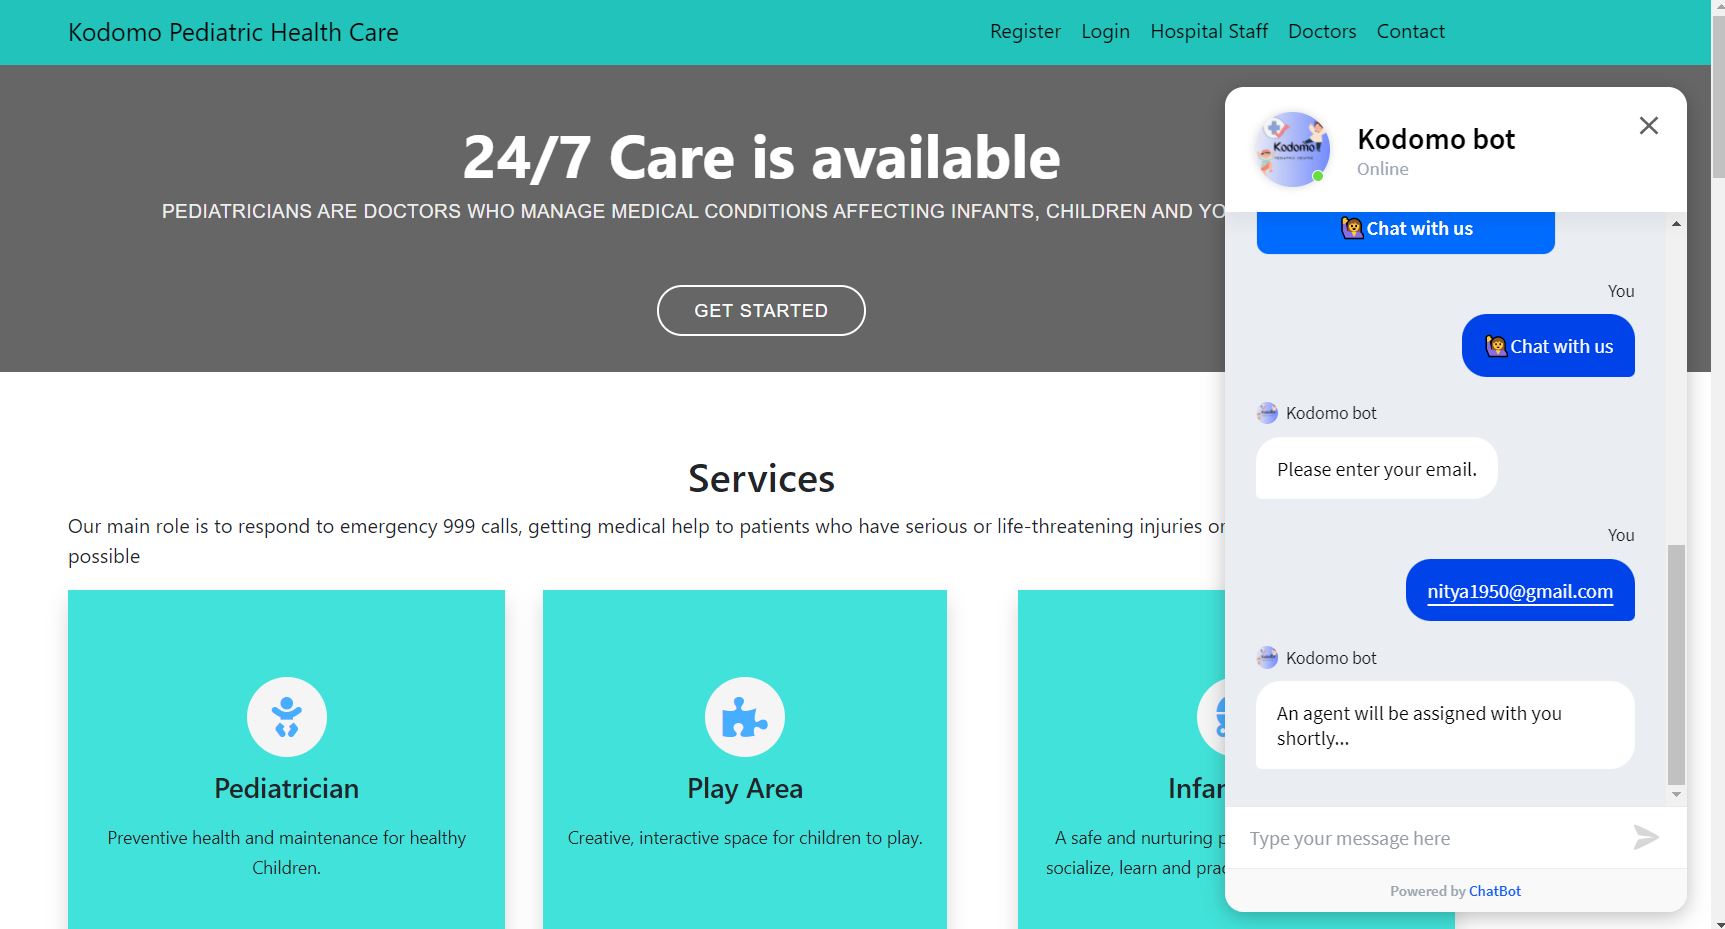 Kodomo Pediatric Health Care
Register Login Hospital Staff Doctors Contact
24/7 Care is available
PEDIATRICIANS ARE DOCTORS WHO MANAGE MEDICAL CONDITIONS AFFECTING INFANTS, CHILDREN AND YO
GET STARTED
Services
Our main role is to respond to emergency 999 calls, getting medical help to patients who have serious or life-threatening injuries or
possible
Pediatrician
Preventive health and maintenance for healthy
Children.
Play Area
Creative, interactive space for children to play.
Infan
A safe and nurturing p
socialize, learn and prac
Kodomo
Kodomo bot
Online
Chat with us
You
Chat with us
Kodomo bot
Please enter your email.
You
nitya1950@gmail.com
Kodomo bot
An agent will be assigned with you
shortly...
Type your message here
Powered by ChatBot